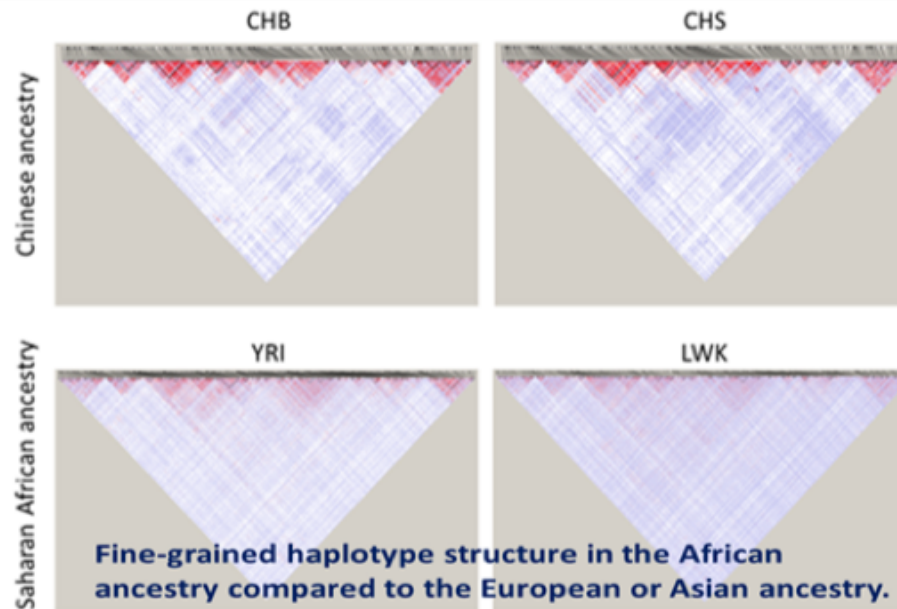 CHB
CHS
Chinese ancestry
YRI
LWK
Saharan African ancestry
Fine-grained haplotype structure in the African
ancestry compared to the European or Asian ancestry.